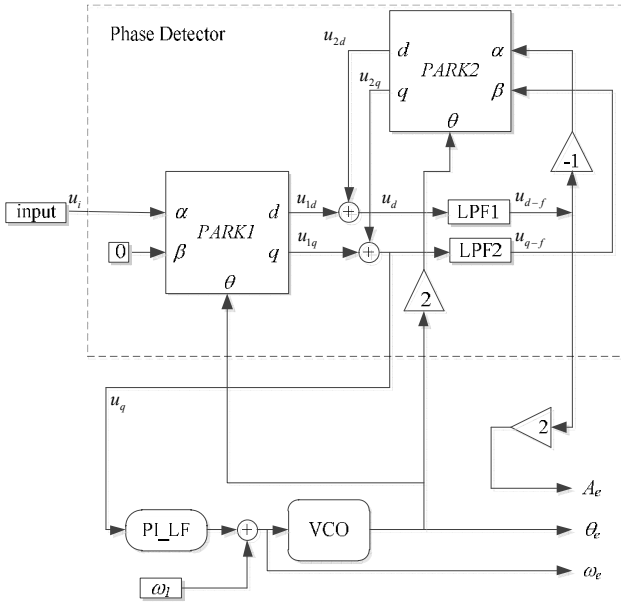 Phase Detector
u2d
d
PARK2
α
u2q
q
β
θ
-1
input
ui
α
PARK1
d
u1d
+
ud
LPF1
ud−f
0
β
q
u1q
+
LPF2
uq−f
θ
2
uq
2
Ae
PI_LF
+
VCO
θe
ω1
ωe